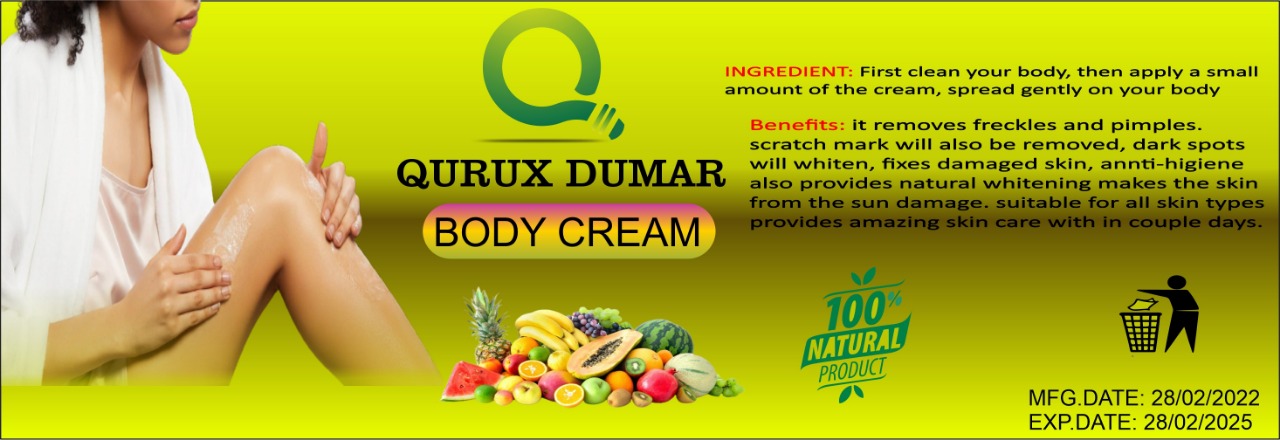 INGREDIENT: First clean your body, then apply a small
amount of the cream, spread gently on your body
Benefits: it removes freckles and pimples.
scratch mark will also be removed, dark spots
will whiten, fixes damaged skin, annti-higiene
also provides natural whitening makes the skin
from the sun damage. suitable for all skin types
provides amazing skin care with in couple days.
QURUX DUMAR
BODY CREAM
100%
NATURAL
PRODUCT
MFG.DATE: 28/02/2022
EXP.DATE: 28/02/2025